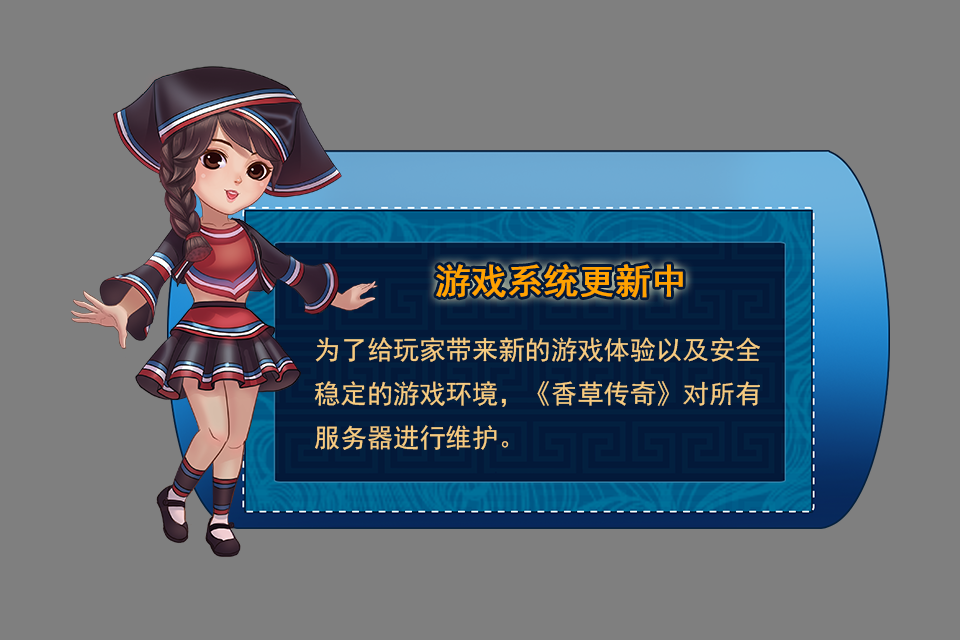 游戏系统更新中
为了给玩家带来新的游戏体验以及安全
稳定的游戏环境，《香草传奇》对所有
服务器进行维护。